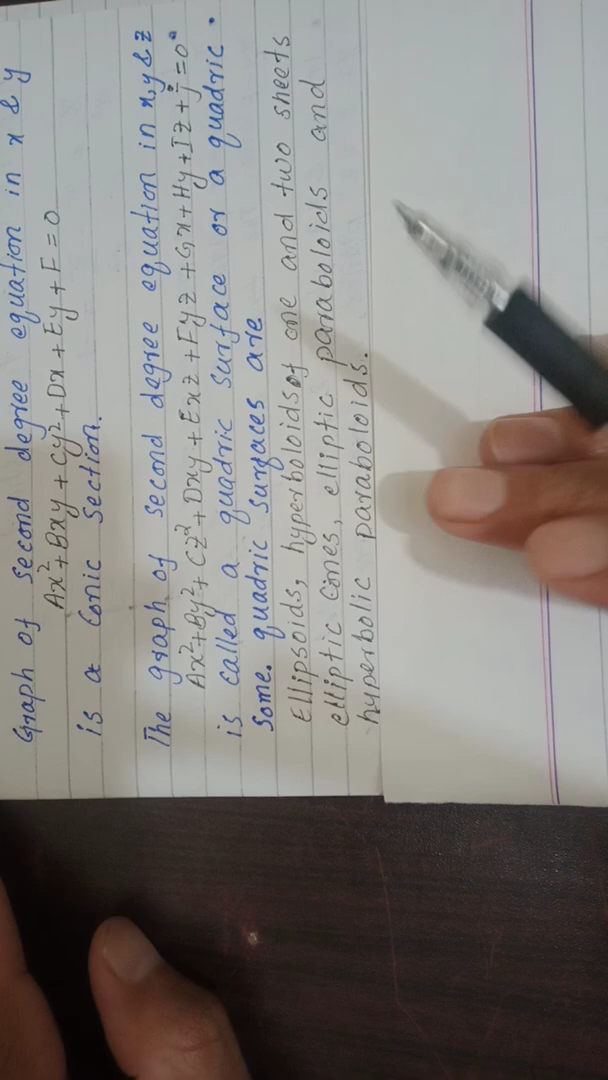 Graph of second degree equation in x & y
Ax²+Bxy+Cy²+Dx+Ey+F=0
is a Conic Section.
The graph of second degree equation in x,y & z
Ax²+By²+Cz²+Dxy+Exz+Fyz+Gx+Hy+Iz+j=0
is called a quadric surface or a quadric.
Some. quadric surfaces are
Ellipsoids, hyperboloids of one and two sheets
elliptic cones, elliptic paraboloids and
hyperbolic paraboloids.